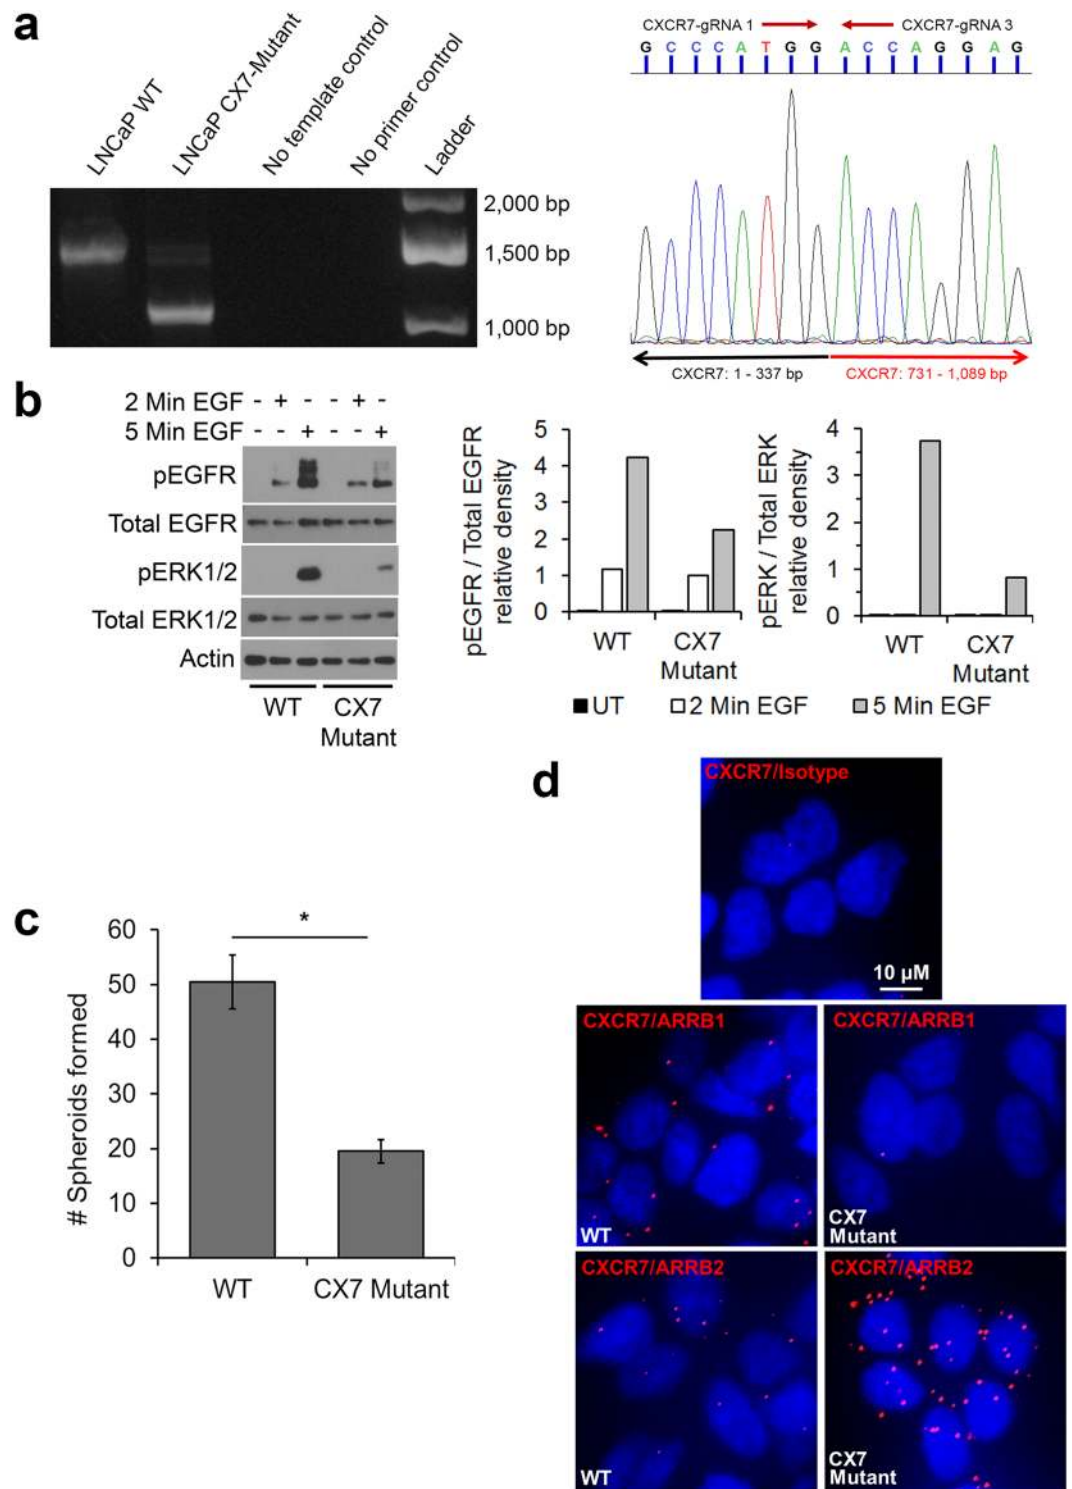 a
LNCaP WT
LNCaP CX7-Mutant
No template control
No primer control
Ladder
2,000 bp
1,500 bp
1,000 bp
CXCR7-gRNA 1
CXCR7-gRNA 3
G C C C A T G G A C C A G G A G
CXCR7: 1 - 337 bp
CXCR7: 731 - 1,089 bp
b
2 Min EGF - + - - + -
5 Min EGF - - + - - +
pEGFR
Total EGFR
pERK1/2
Total ERK1/2
Actin
WT
CX7
Mutant
pEGFR / Total EGFR
relative density
5
4
3
2
1
0
WT
CX7
Mutant
pERK / Total ERK
relative density
4
3
2
1
0
WT
CX7
Mutant
UT
2 Min EGF
5 Min EGF
c
# Spheroids formed
60
50
40
30
20
10
0
*
WT
CX7 Mutant
d
CXCR7/Isotype
10 µM
CXCR7/ARRB1
WT
CXCR7/ARRB1
CX7
Mutant
CXCR7/ARRB2
WT
CXCR7/ARRB2
CX7
Mutant